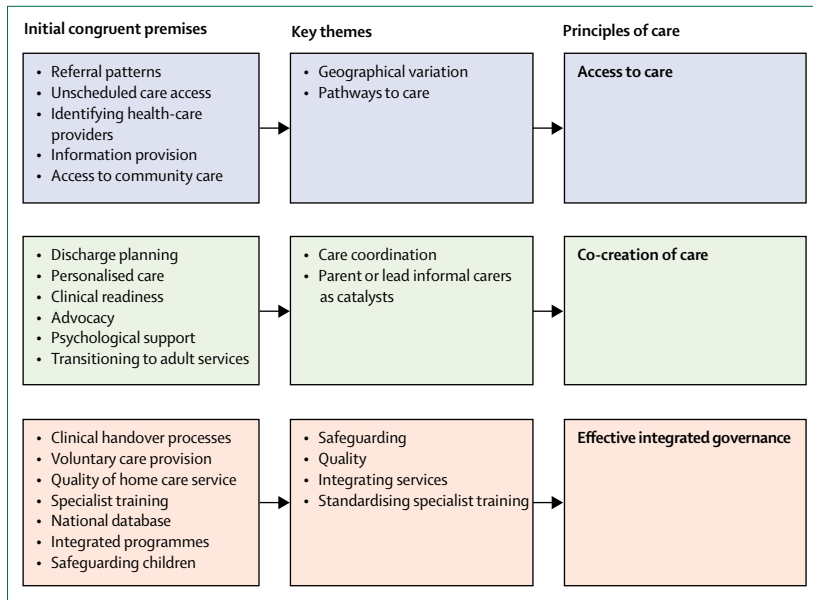 Initial congruent premises
Key themes
Principles of care
• Referral patterns
• Unscheduled care access
• Identifying health-care
providers
• Information provision
• Access to community care
• Geographical variation
• Pathways to care
Access to care
• Discharge planning
• Personalised care
• Clinical readiness
• Advocacy
• Psychological support
• Transitioning to adult services
• Care coordination
• Parent or lead informal carers
as catalysts
Co-creation of care
• Clinical handover processes
• Voluntary care provision
• Quality of home care service
• Specialist training
• National database
• Integrated programmes
• Safeguarding children
• Safeguarding
• Quality
• Integrating services
• Standardising specialist training
Effective integrated governance